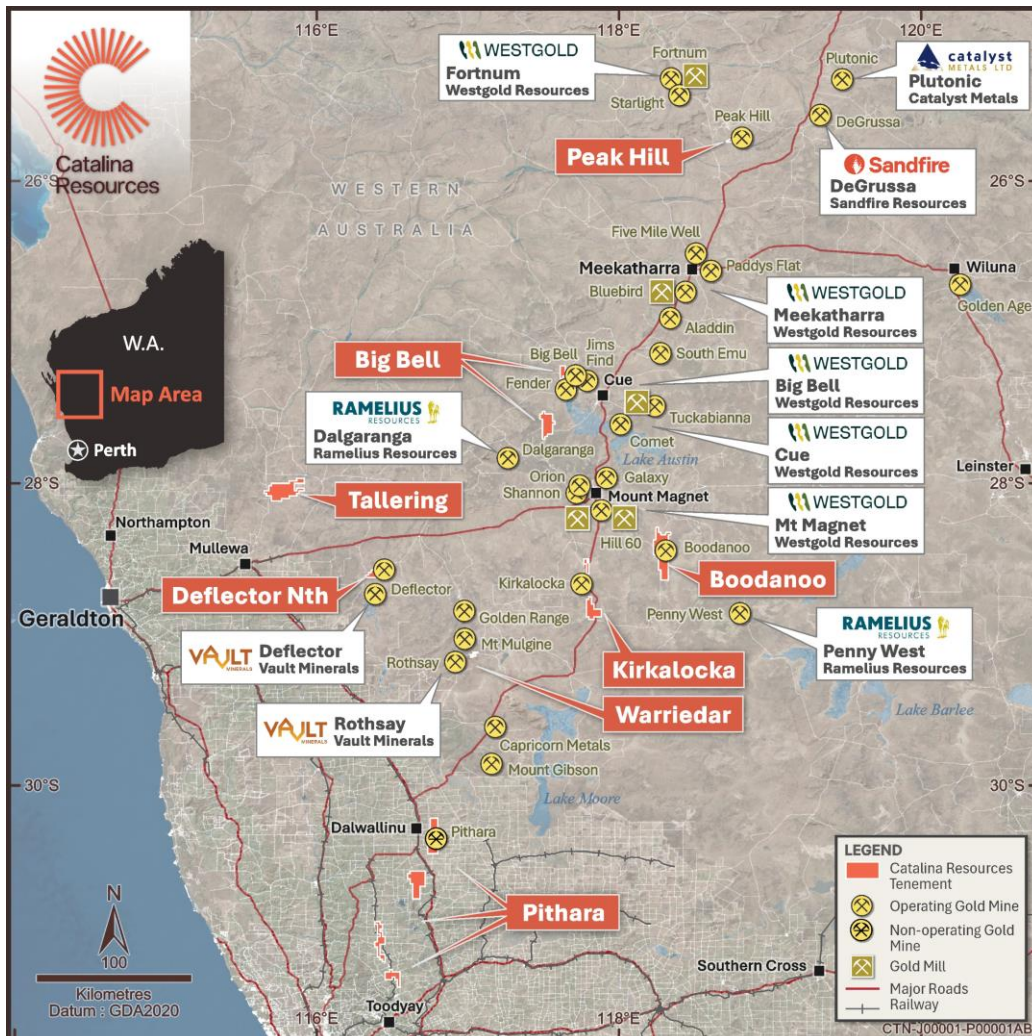 116°E
118°E
120°E
Catalina
Resources
WESTGOLD
Fortnum
Westgold Resources
Fortnum
Starlight
Plutonic
catalyst
METALS LTD
Plutonic
Catalyst Metals
Peak Hill
DeGrussa
Peak Hill
Sandfire
DeGrussa
Sandfire Resources
26°S
26°S
WESTERN
AUSTRALIA
Five Mile Well
Meekatharra
Paddys Flat
Wiluna
Golden Age
Bluebird
Aladdin
WESTGOLD
Meekatharra
Westgold Resources
W.A.
Map Area
Perth
Big Bell
Big Bell
Jims
Find
South Emu
Fender
Cue
WESTGOLD
Big Bell
Westgold Resources
Tuckabianna
RAMELIUS
RESOURCES
Dalgaranga
Ramelius Resources
Dalgaranga
Comet
Lake Austin
WESTGOLD
Cue
Westgold Resources
Leinster
28°S
28°S
Tallering
Orion
Shannon
Galaxy
Mount Magnet
WESTGOLD
Mt Magnet
Westgold Resources
Northampton
Mullewa
Hill 60
Boodanoo
Boodanoo
Deflector Nth
Deflector
Kirkalocka
Geraldton
Golden Range
Penny West
RAMELIUS
RESOURCES
Penny West
Ramelius Resources
VAULT
MINERALS
Deflector
Vault Minerals
Mt Mulgine
Rothsay
Kirkalocka
Warriedar
VAULT
MINERALS
Rothsay
Vault Minerals
Lake Barlee
Capricorn Metals
Mount Gibson
30°S
30°S
Lake Moore
Dalwallinu
Pithara
Pithara
LEGEND
Catalina Resources
Tenement
Operating Gold Mine
Non-operating Gold
Mine
Gold Mill
Major Roads
Railway
N
100
Kilometres
Datum : GDA2020
Southern Cross
Toodyay
116°E
118°E
CTN-J00001-P00001AB